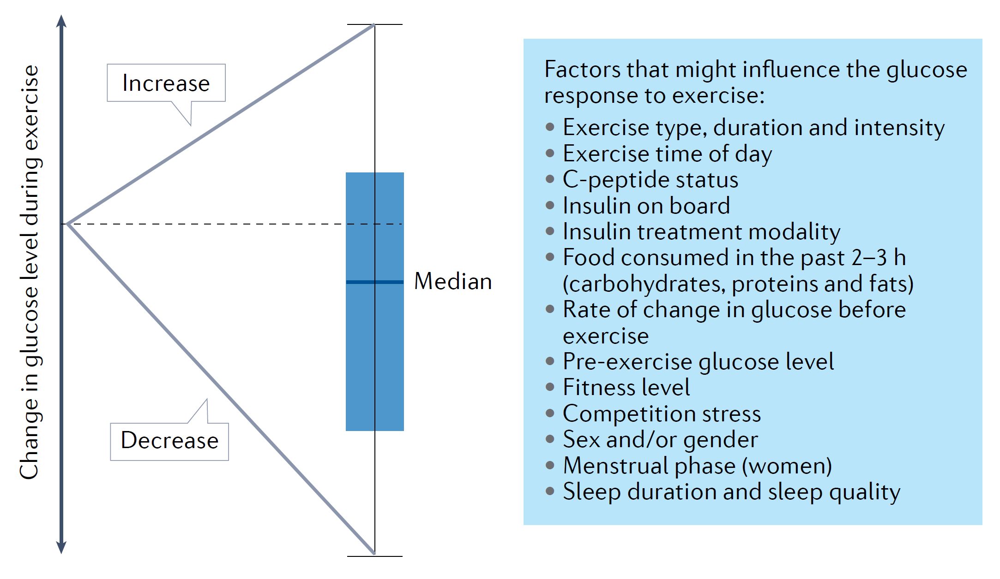 Change in glucose level during exercise
Increase
Decrease
Median
Factors that might influence the glucose
response to exercise:
• Exercise type, duration and intensity
• Exercise time of day
• C-peptide status
• Insulin on board
• Insulin treatment modality
• Food consumed in the past 2–3 h
(carbohydrates, proteins and fats)
• Rate of change in glucose before
exercise
• Pre-exercise glucose level
• Fitness level
• Competition stress
• Sex and/or gender
• Menstrual phase (women)
• Sleep duration and sleep quality